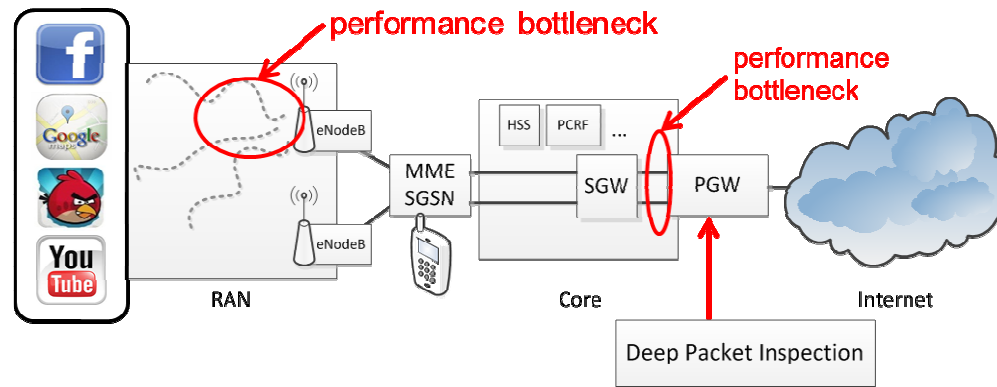 performance bottleneck
performance
bottleneck
f
Google
maps
You
Tube
eNodeB
eNodeB
MME
SGSN
HSS
PCRF
...
SGW
PGW
RAN
Core
Internet
Deep Packet Inspection